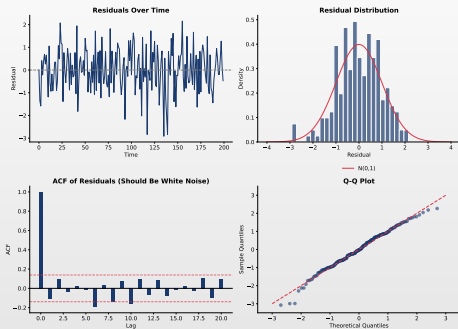 Residuals Over Time
Residual
2
1
0
−1
−2
−3
0 25 50 75 100 125 150 175 200
Time
Residual Distribution
Density
0.5
0.4
0.3
0.2
0.1
0.0
−4 −3 −2 −1 0 1 2 3 4
Residual
N(0,1)
ACF of Residuals (Should Be White Noise)
ACF
1.0
0.8
0.6
0.4
0.2
0.0
−0.2
0.0 2.5 5.0 7.5 10.0 12.5 15.0 17.5 20.0
Lag
Q-Q Plot
Sample Quantiles
3
2
1
0
−1
−2
−3
−3 −2 −1 0 1 2 3
Theoretical Quantiles